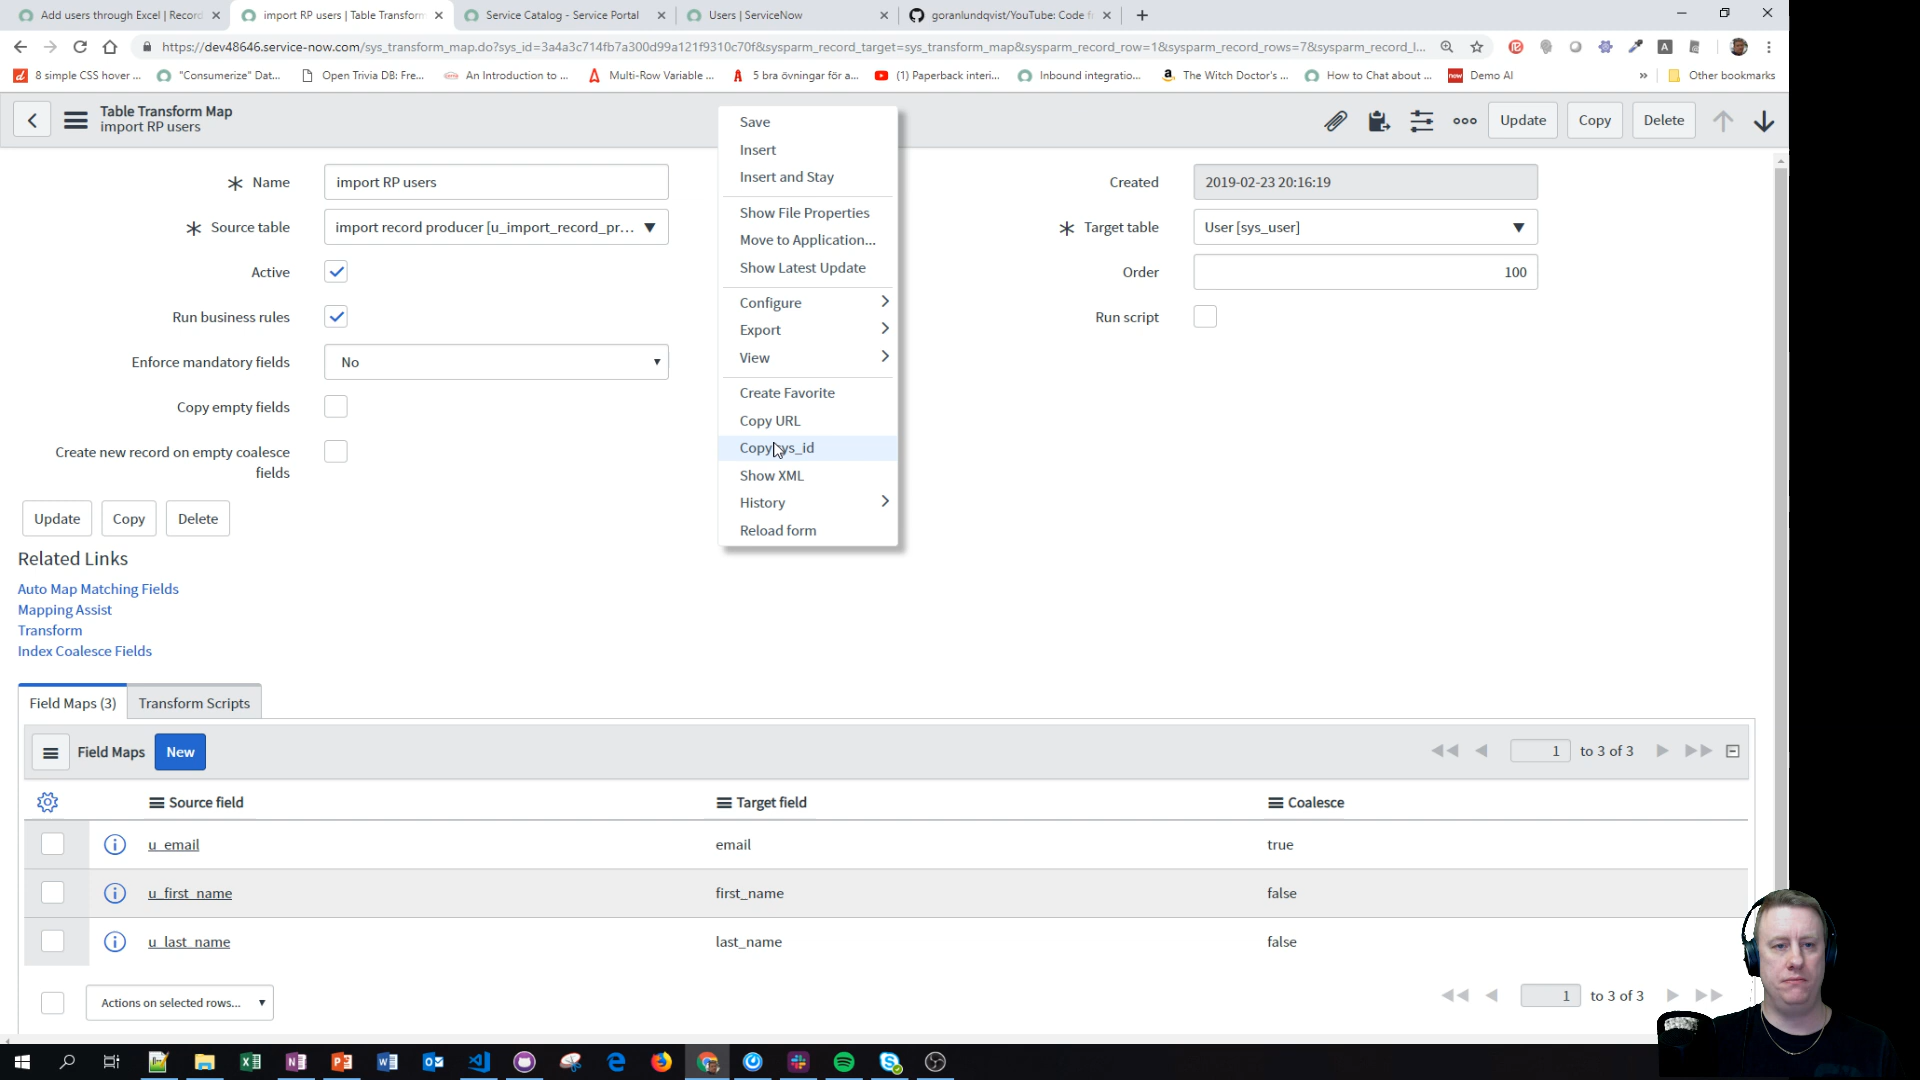 Add users through Excel | Record
import RP users | Table Transform
Service Catalog - Service Portal
Users | ServiceNow
goranlundqvist/YouTube: Code f
https://dev48646.service-now.com/sys_transform_map.do?sys_id=3a4a3c714fb7a300d99a121f9310c70f&sysparm_record_target=sys_transform_map&sysparm_record_row=1&sysparm_record_rows=7&sysparm_record_l...
8 simple CSS hover ...
"Consumerize" Dat...
Open Trivia DB: Fre...
An Introduction to ...
Multi-Row Variable ...
5 bra övningar för a...
(1) Paperback interi...
Inbound integratio...
The Witch Doctor's ...
How to Chat about ...
Demo AI
»
Other bookmarks
Table Transform Map
import RP users
Update
Copy
Delete
Save
Insert
Insert and Stay
Show File Properties
Move to Application...
Show Latest Update
Configure
Export
View
Create Favorite
Copy URL
Copy sys_id
Show XML
History
Reload form
Name
import RP users
Source table
import record producer [u_import_record_pr...
Active
Run business rules
Enforce mandatory fields
No
Copy empty fields
Create new record on empty coalesce
fields
Created
2019-02-23 20:16:19
Target table
User [sys_user]
Order
100
Run script
Update
Copy
Delete
Related Links
Auto Map Matching Fields
Mapping Assist
Transform
Index Coalesce Fields
Field Maps (3)
Transform Scripts
Field Maps
New
1 to 3 of 3
Source field
Target field
Coalesce
u_email
email
true
u_first_name
first_name
false
u_last_name
last_name
false
Actions on selected rows...
1 to 3 of 3